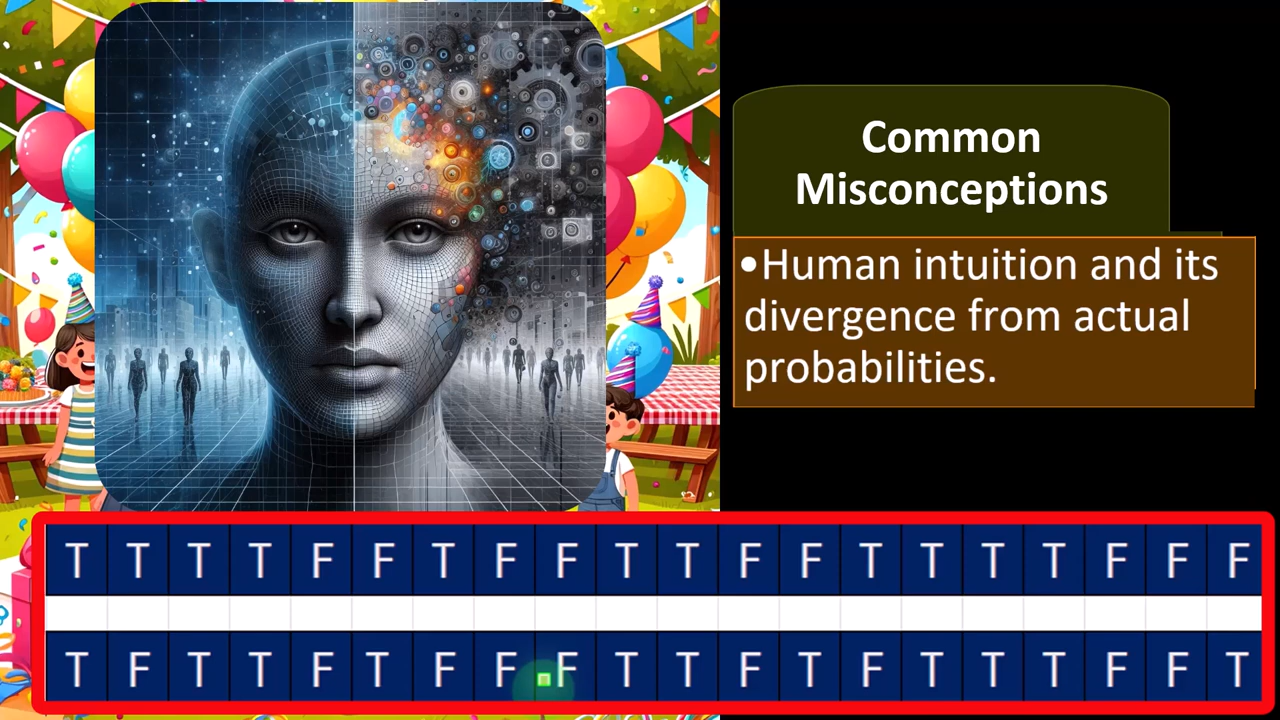 Common
Misconceptions
•Human intuition and its
divergence from actual
probabilities.
T T T T F F T F F T T F F T T T T F F F
T F T T F T F F F T T F T F T T T F F T